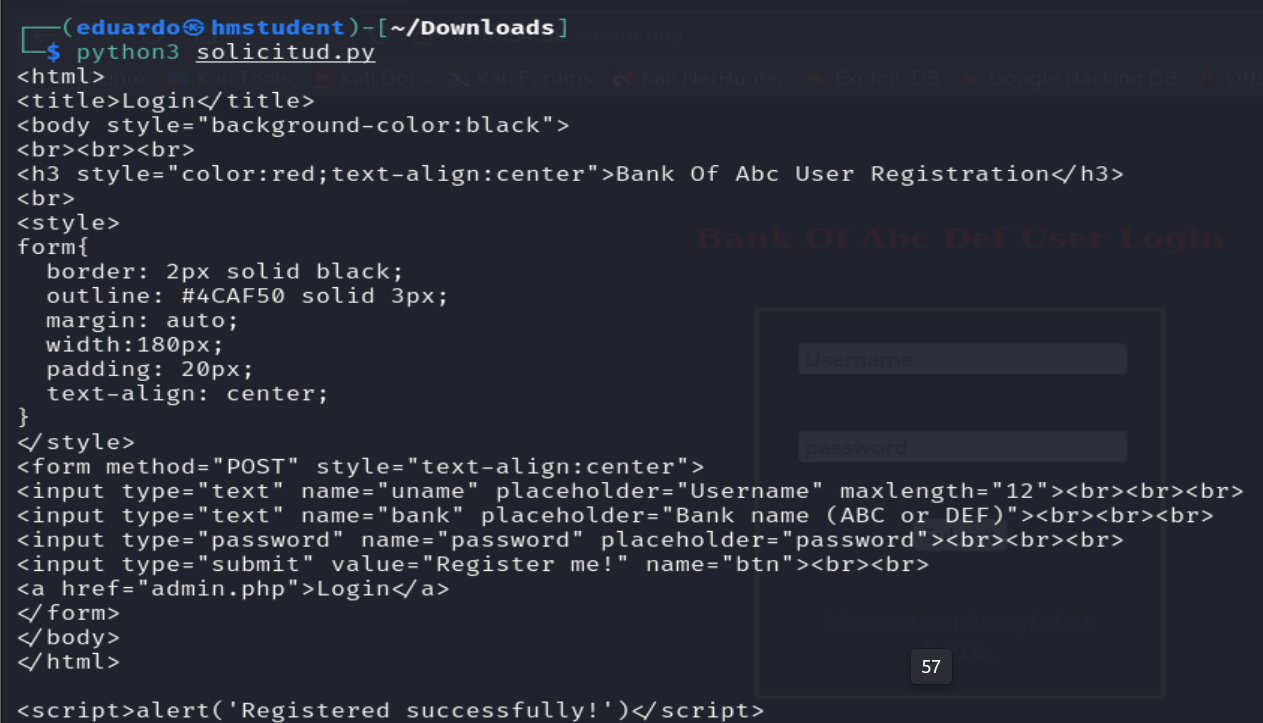 ┌──(eduardo㉿hmstudent)-[~/Downloads]
└─$ python3 solicitud.py
<html>
<title>Login</title>
<body style="background-color:black">
<br><br><br>
<h3 style="color:red;text-align:center">Bank Of Abc User Registration</h3>
<br>
<style>
form{
  border: 2px solid black;
  outline: #4CAF50 solid 3px;
  margin: auto;
  width:180px;
  padding: 20px;
  text-align: center;
}
</style>
<form method="POST" style="text-align:center">
<input type="text" name="uname" placeholder="Username" maxlength="12"><br><br><br>
<input type="text" name="bank" placeholder="Bank name (ABC or DEF)"><br><br><br>
<input type="password" name="password" placeholder="password"><br><br><br>
<input type="submit" value="Register me!" name="btn"><br><br>
<a href="admin.php">Login</a>
</form>
</body>
</html>

<script>alert('Registered successfully!')</script>
Kali Tools Kali Docs Kali Forums Kali NetHunter Exploit-DB Google Hacking DB
Bank Of Abc Def User Login
Username
password
57